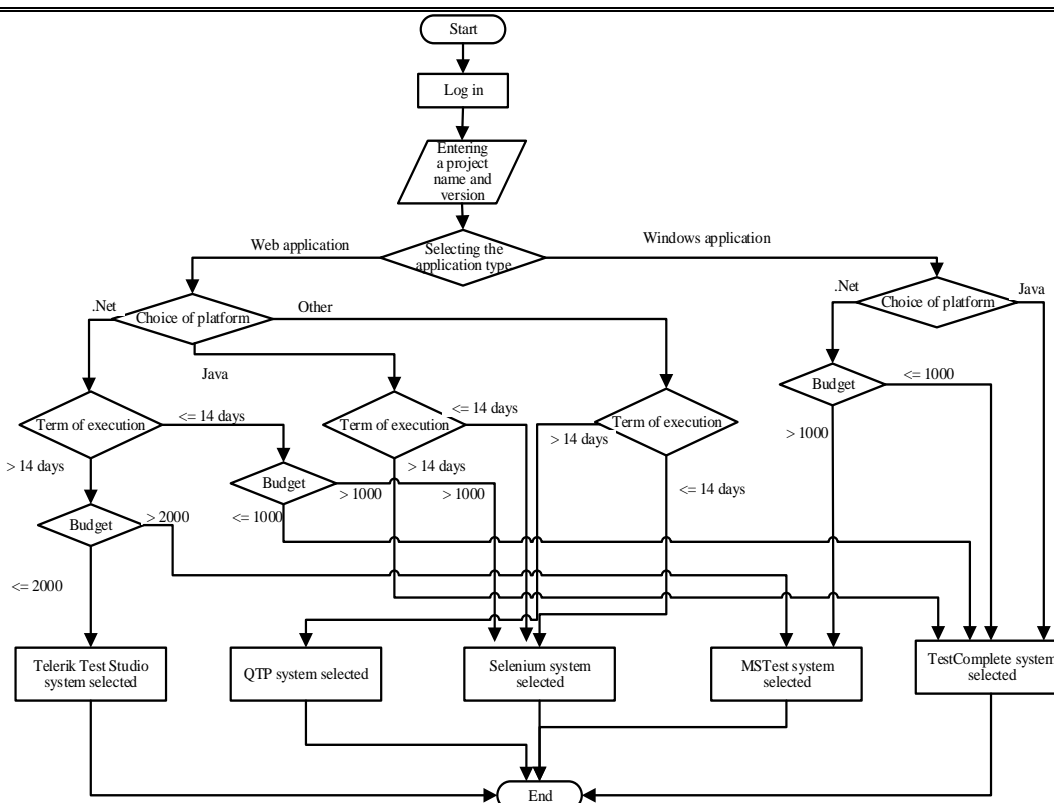 Start
Log in
Entering
a project
name and
version
Selecting the
application type
Web application
Windows application
.Net
Choice of platform
Other
Java
.Net
Choice of platform
Java
Term of execution
<= 14 days
> 14 days
Term of execution
<= 14 days
> 14 days
Term of execution
> 14 days
<= 14 days
Budget
<= 1000
> 1000
Budget
> 1000
> 1000
<= 1000
Budget
> 2000
<= 2000
Telerik Test Studio
system selected
QTP system selected
Selenium system
selected
MSTest system
selected
TestComplete system
selected
End